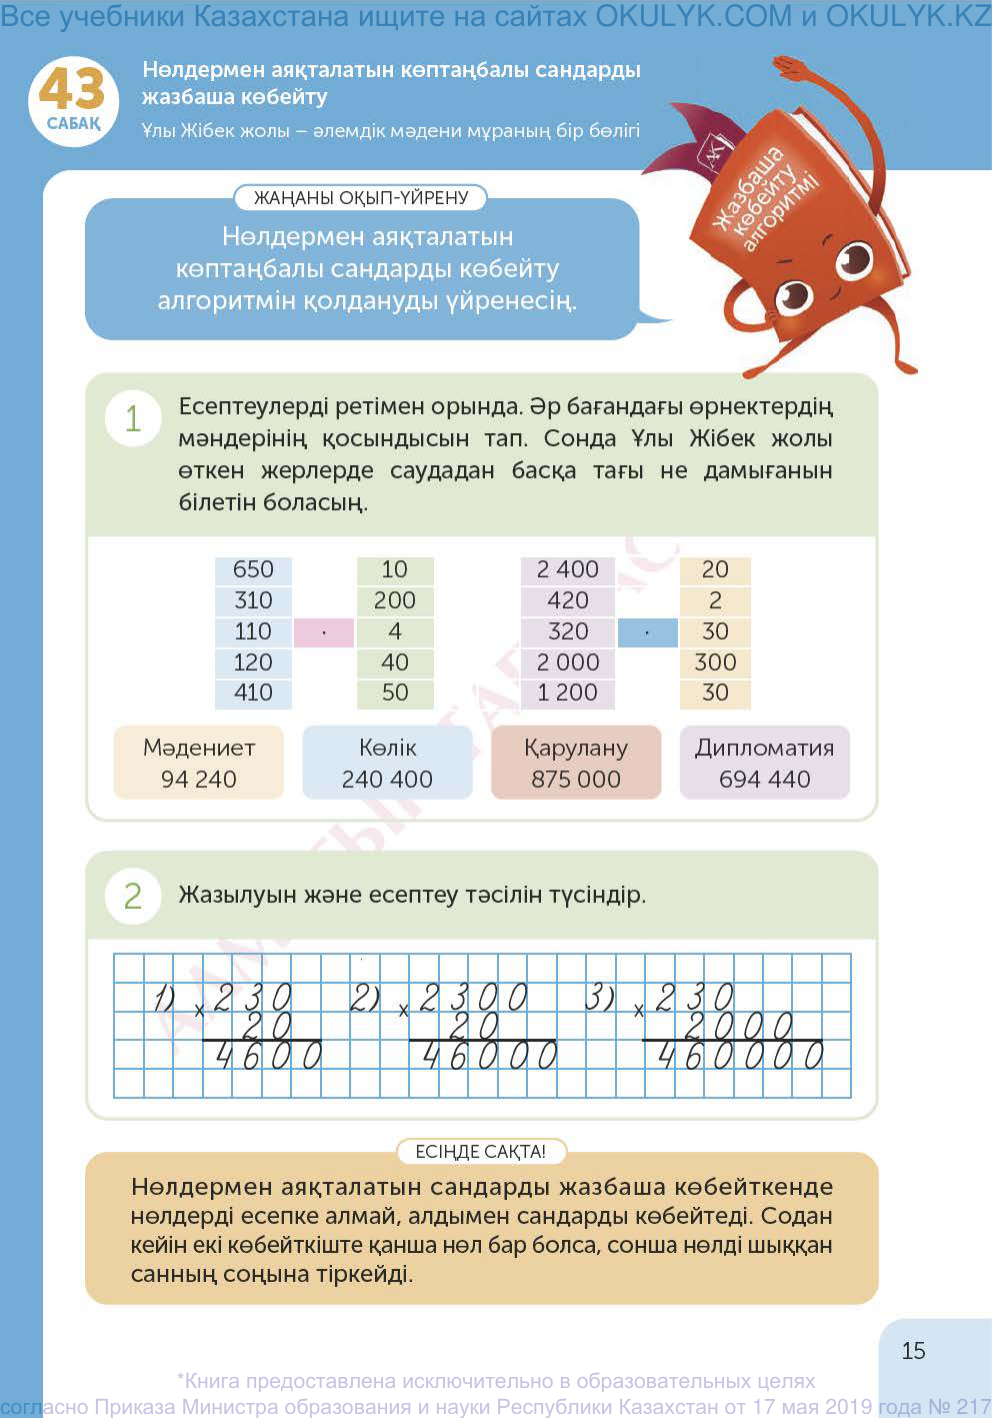 Все учебники Казахстана ищите на сайтах OKULYK.COM и OKULYK.KZ
43
САБАҚ
Нөлдермен аяқталатын көптаңбалы сандарды
жазбаша көбейту
Ұлы Жібек жолы – әлемдік мәдени мұраның бір бөлігі
Жазбаша
көбейту
алгоритмі
АК
ЖАҢАНЫ ОҚЫП-ҮЙРЕНУ
Нөлдермен аяқталатын
көптаңбалы сандарды көбейту
алгоритмін қолдануды үйренесің.
1
Есептеулерді ретімен орында. Әр бағандағы өрнектердің
мәндерінің қосындысын тап. Сонда Ұлы Жібек жолы
өткен жерлерде саудадан басқа тағы не дамығанын
білетін боласың.
650 10 2 400 20
310 200 420 2
110 · 4 320 · 30
120 40 2 000 300
410 50 1 200 30
Мәдениет Көлік Қарулану Дипломатия
94 240 240 400 875 000 694 440
2
Жазылуын және есептеу тәсілін түсіндір.
1) × 230 2) × 2300 3) × 230
20 20 2000
4600 46000 460000
ЕСІҢДЕ САҚТА!
Нөлдермен аяқталатын сандарды жазбаша көбейткенде
нөлдерді есепке алмай, алдымен сандарды көбейтеді. Содан
кейін екі көбейткіште қанша нөл бар болса, сонша нөлді шыққан
санның соңына тіркейді.
15
*Книга предоставлена исключительно в образовательных целях
согласно Приказа Министра образования и науки Республики Казахстан от 17 мая 2019 года № 217